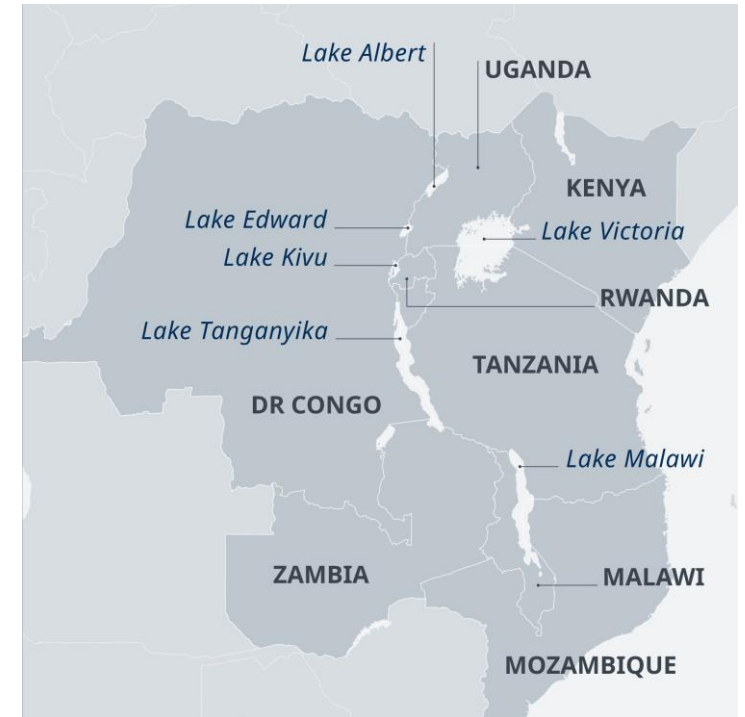 Lake Albert
UGANDA
KENYA
Lake Edward
Lake Victoria
Lake Kivu
RWANDA
Lake Tanganyika
TANZANIA
DR CONGO
Lake Malawi
ZAMBIA
MALAWI
MOZAMBIQUE